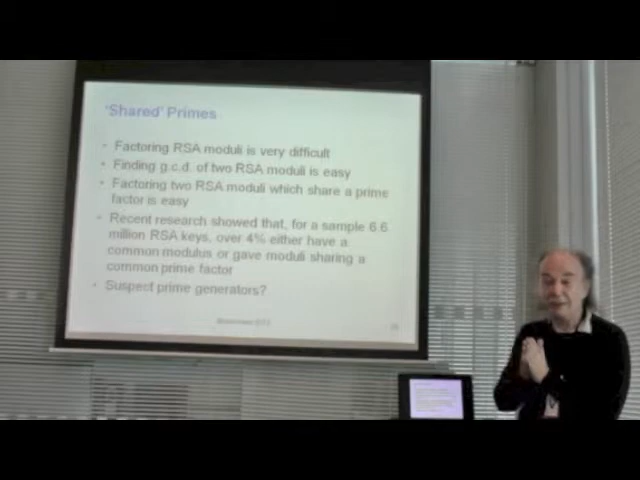 'Shared' Primes
• Factoring RSA moduli is very difficult
• Finding g.c.d. of two RSA moduli is easy
• Factoring two RSA moduli which share a prime
factor is easy
• Recent research showed that, for a sample 6.6
million RSA keys, over 4% either have a
common modulus or gave moduli sharing a
common prime factor
• Suspect prime generators?